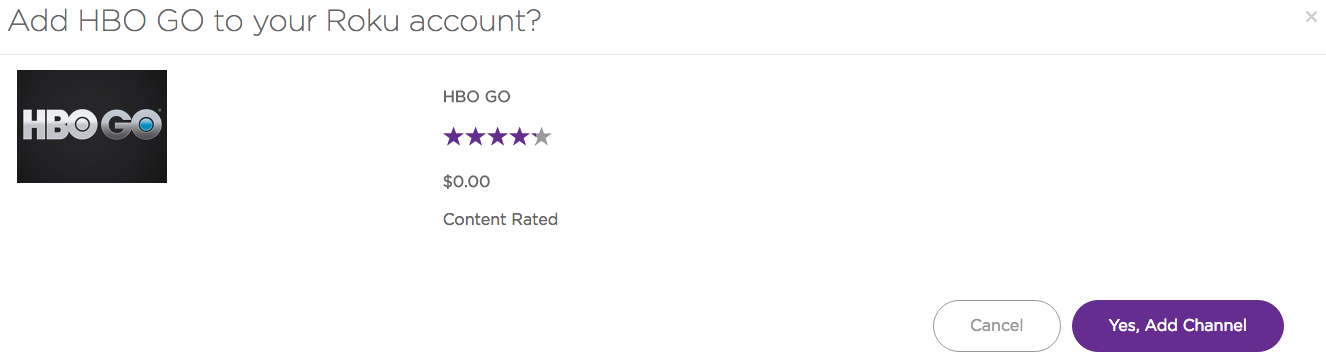 Add HBO GO to your Roku account?
×
HBO GO
HBO GO
$0.00
Content Rated
Cancel
Yes, Add Channel